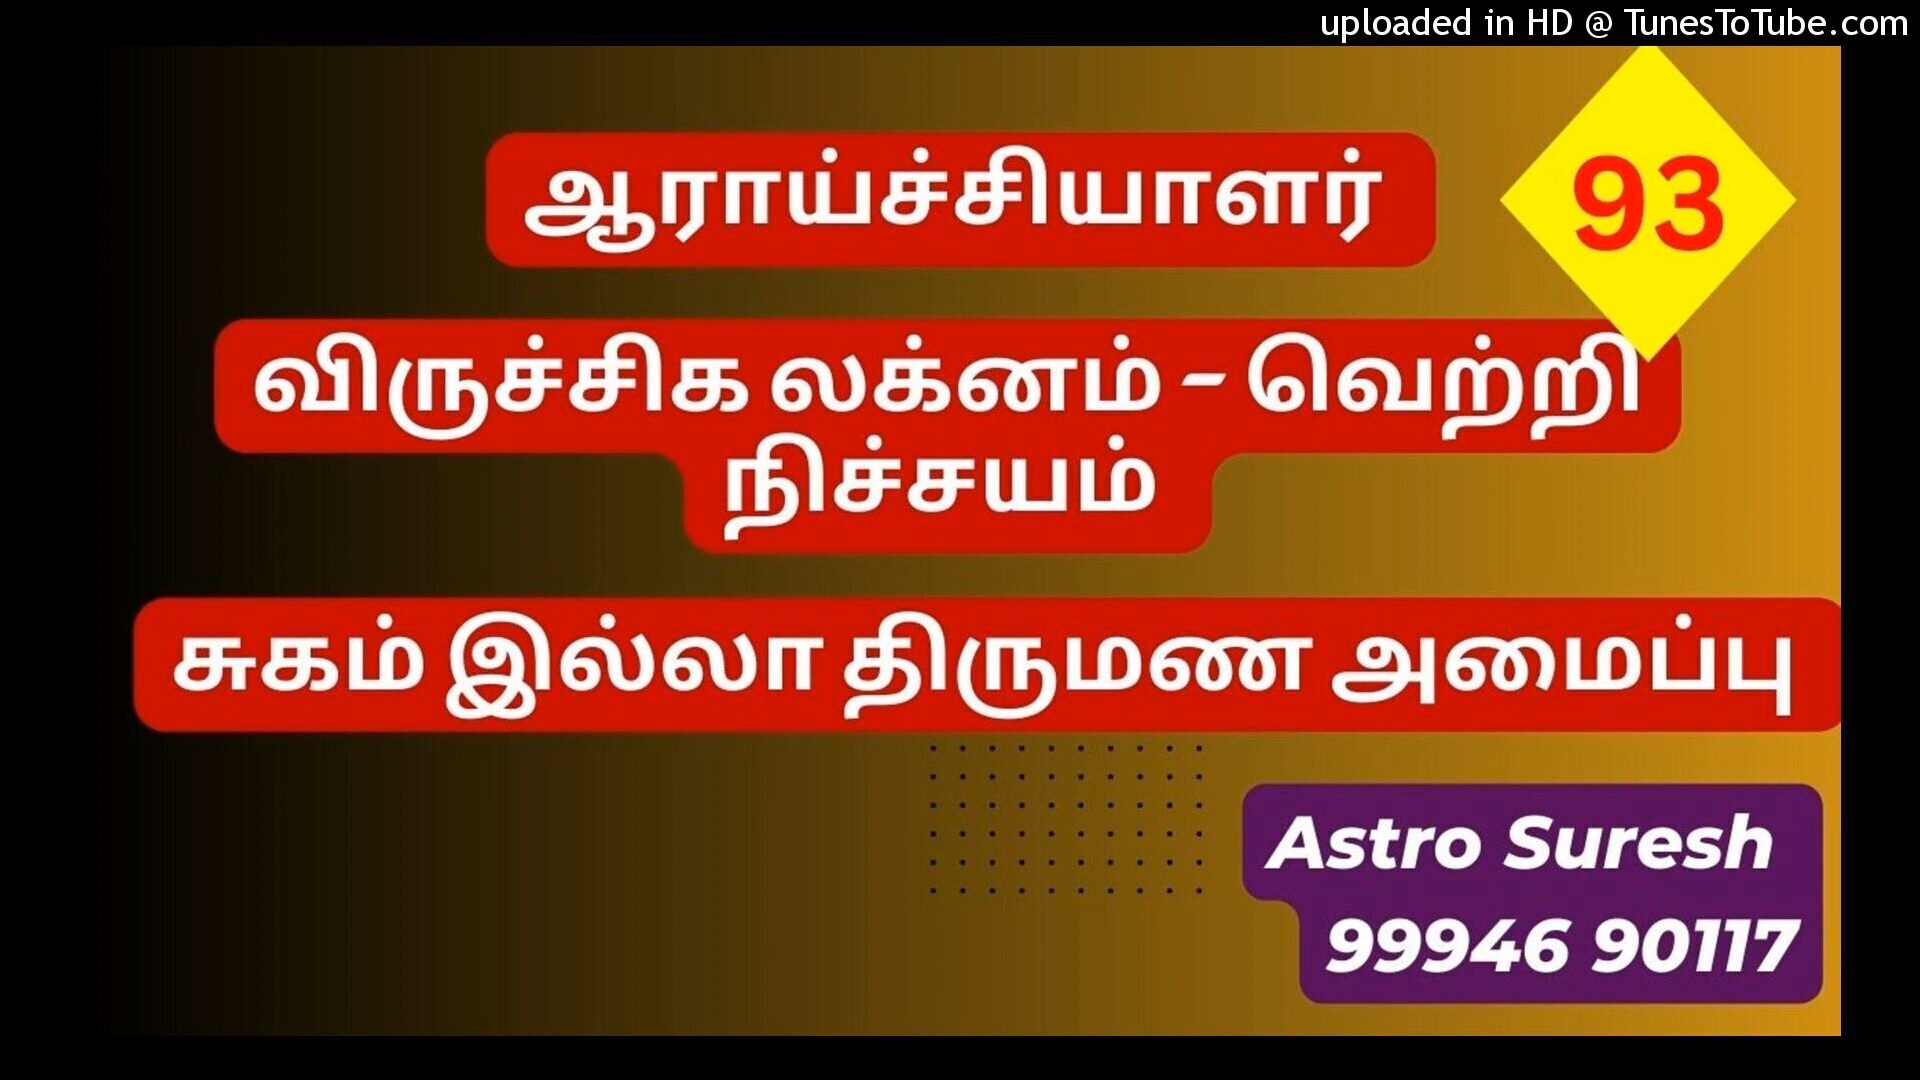 uploaded in HD @ TunesToTube.com
ஆராய்ச்சியாளர்
93
விருச்சிக லக்னம் - வெற்றி
நிச்சயம்
சுகம் இல்லா திருமண அமைப்பு
Astro Suresh
99946 90117